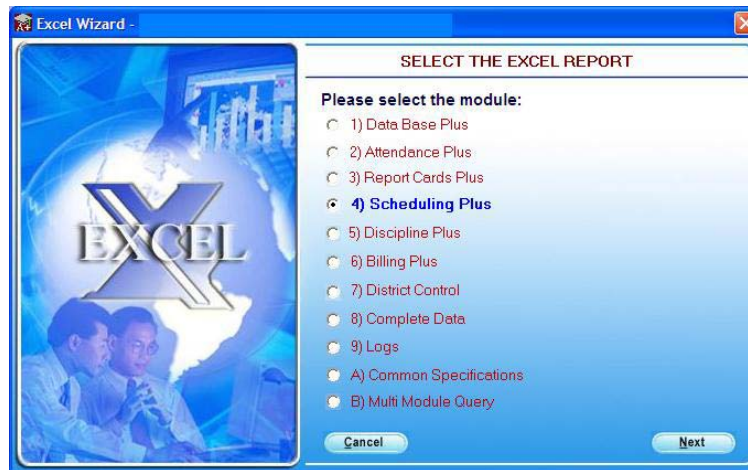 Excel Wizard -
SELECT THE EXCEL REPORT
Please select the module:
1) Data Base Plus
2) Attendance Plus
3) Report Cards Plus
4) Scheduling Plus
5) Discipline Plus
6) Billing Plus
7) District Control
8) Complete Data
9) Logs
A) Common Specifications
B) Multi Module Query
X
EXCEL
Cancel
Next